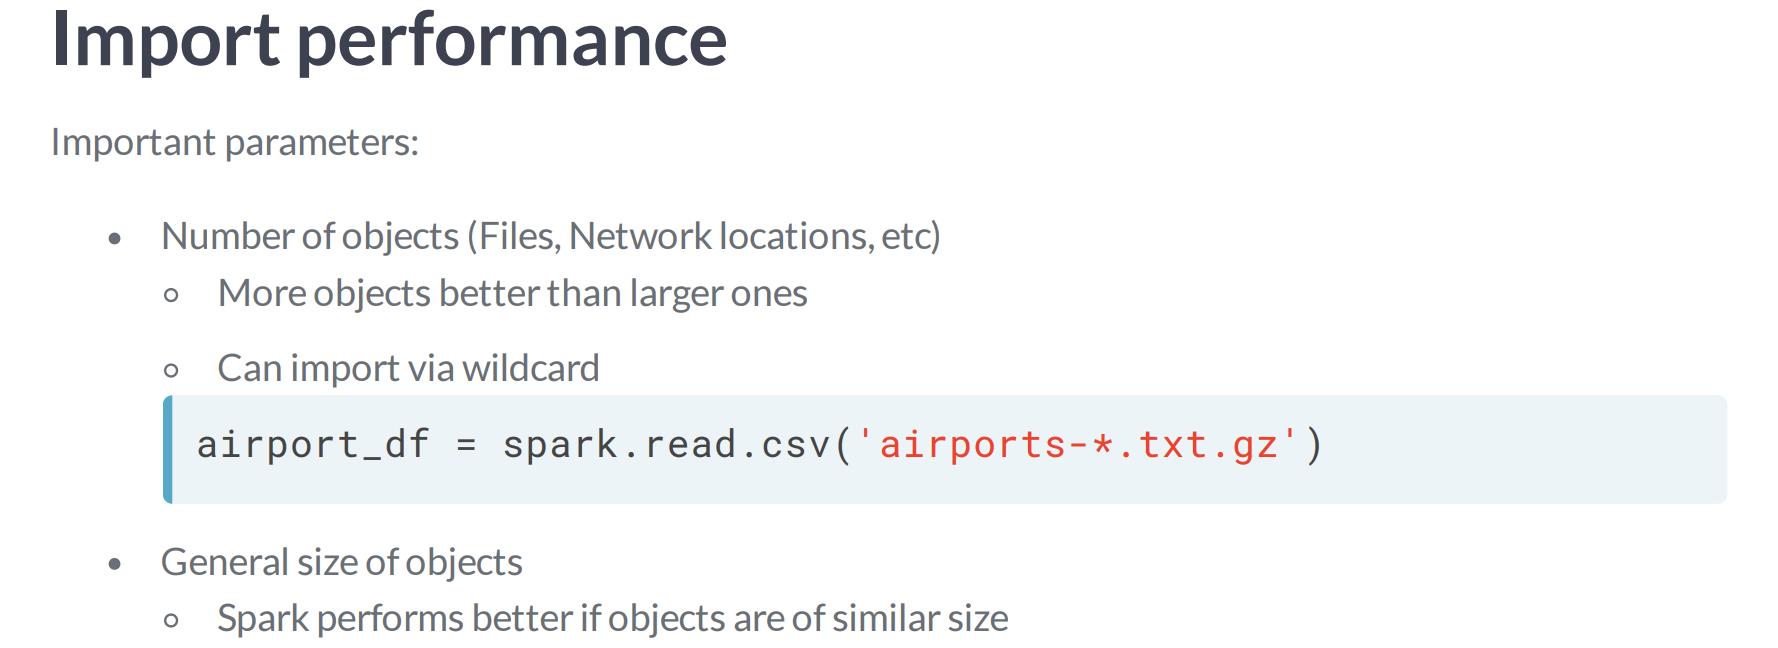 Import performance
Important parameters:
• Number of objects (Files, Network locations, etc)
○ More objects better than larger ones
○ Can import via wildcard
airport_df = spark.read.csv('airports-*.txt.gz')
• General size of objects
○ Spark performs better if objects are of similar size